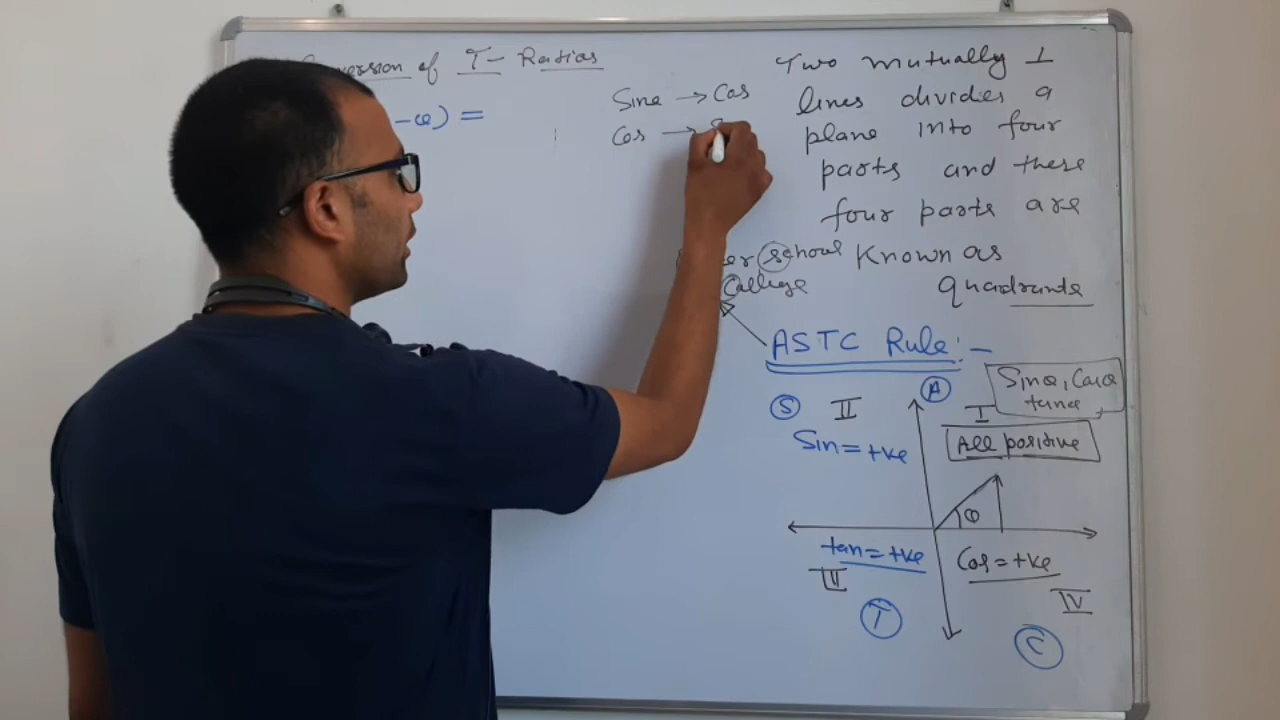 of T- Ratios
-θ) =
Sinθ → Cos
Cos → S
Two mutually ⊥
lines divides a
plane into four
parts and these
four parts are
known as
quadrants
School
College
ASTC Rule: -
Sinθ, Cosθ
tanθ
A
S II
I
All positive
Sin = +ve
θ
tan = +ve
III
Cos = +ve
IV
T
C